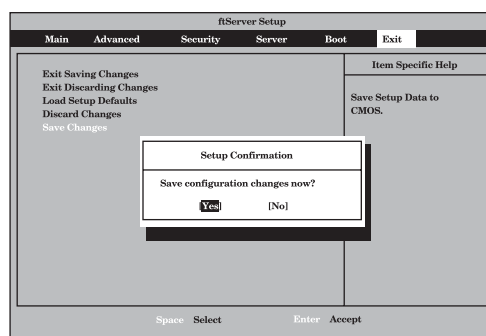 ftServer Setup
Main Advanced Security Server Boot Exit
Exit Saving Changes
Exit Discarding Changes
Load Setup Defaults
Discard Changes
Save Changes
Item Specific Help
Save Setup Data to
CMOS.
Setup Confirmation
Save configuration changes now?
[Yes] [No]
Space Select Enter Accept